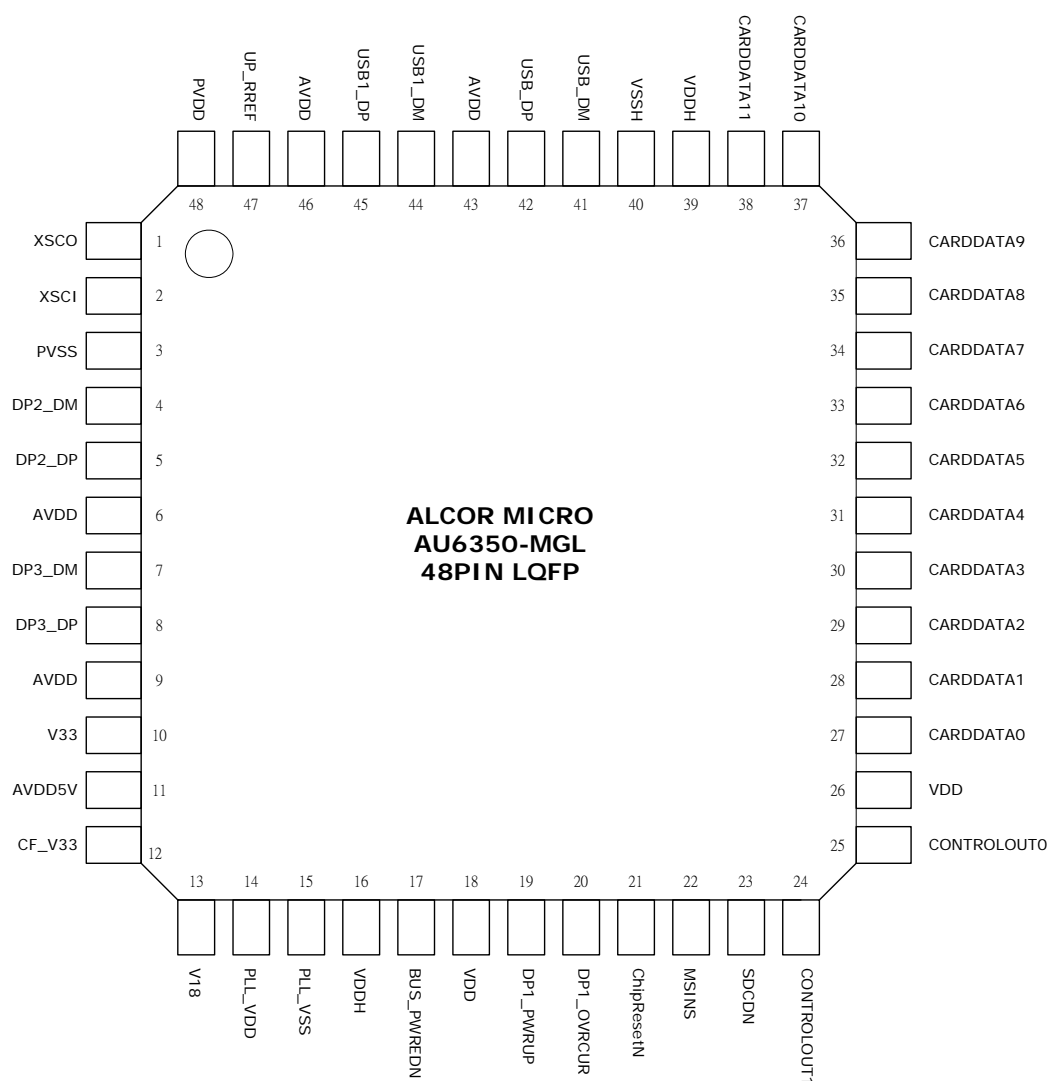 PVDD
UP_RREF
AVDD
USB1_DP
USB1_DM
AVDD
USB_DP
USB_DM
VSSH
VDDH
CARDDATA11
CARDDATA10
48 47 46 45 44 43 42 41 40 39 38 37
XSCO 1
XSCI 2
PVSS 3
DP2_DM 4
DP2_DP 5
AVDD 6
DP3_DM 7
DP3_DP 8
AVDD 9
V33 10
AVDD5V 11
CF_V33 12
ALCOR MICRO
AU6350-MGL
48PIN LQFP
36 CARDDATA9
35 CARDDATA8
34 CARDDATA7
33 CARDDATA6
32 CARDDATA5
31 CARDDATA4
30 CARDDATA3
29 CARDDATA2
28 CARDDATA1
27 CARDDATA0
26 VDD
25 CONTROLOUT0
13 14 15 16 17 18 19 20 21 22 23 24
V18
PLL_VDD
PLL_VSS
VDDH
BUS_PWREDN
VDD
DP1_PWRUP
DP1_OVRCUR
ChipResetN
MSINS
SDCDN
CONTROLOUT1